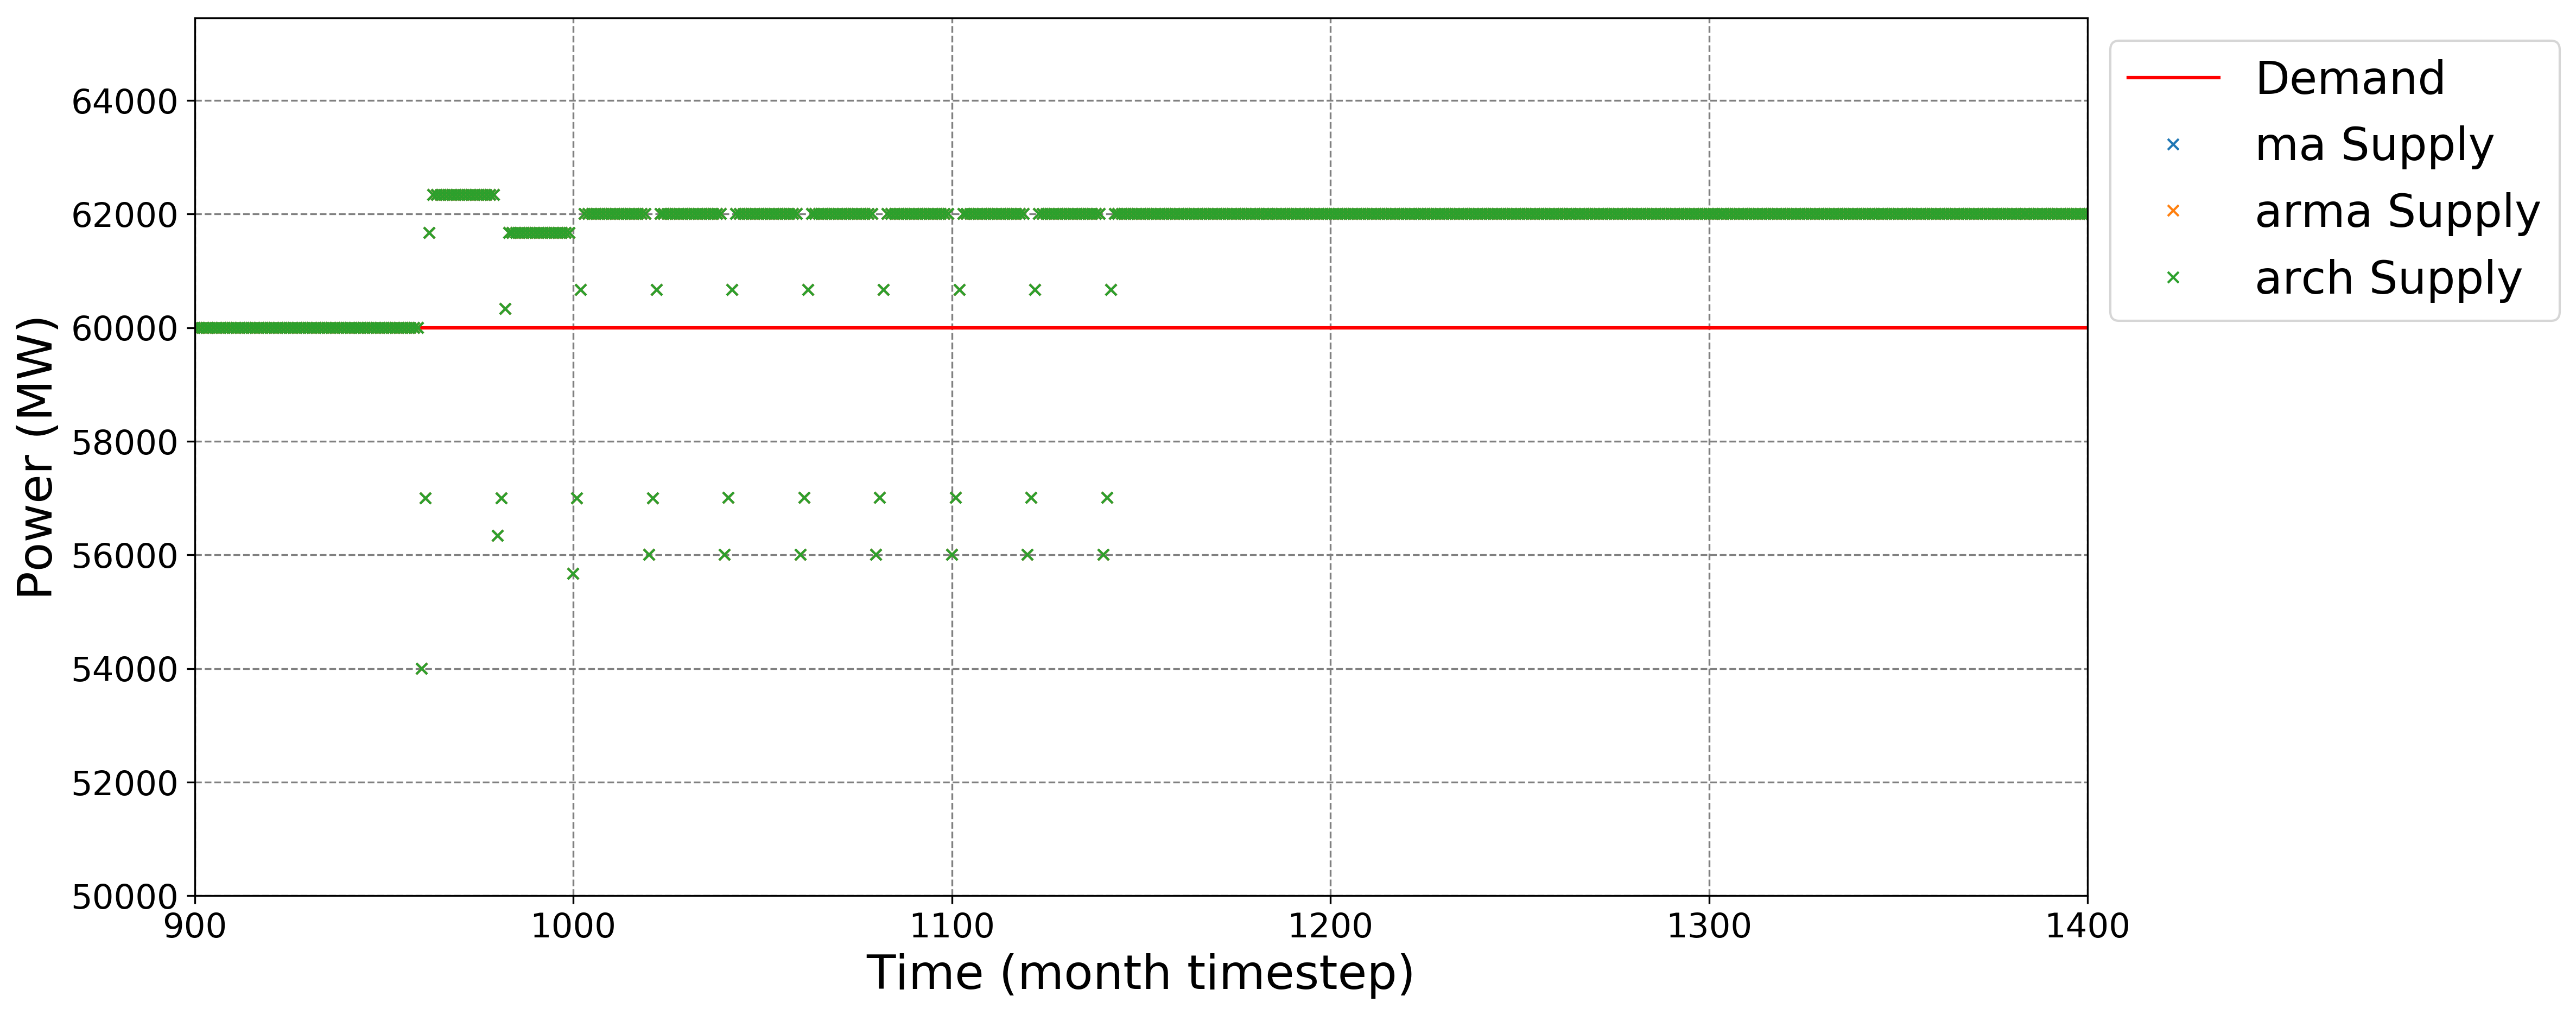 64000
62000
60000
58000
56000
54000
52000
50000
900
1000
1100
1200
1300
1400
Power (MW)
Time (month timestep)
Demand
ma Supply
arma Supply
arch Supply